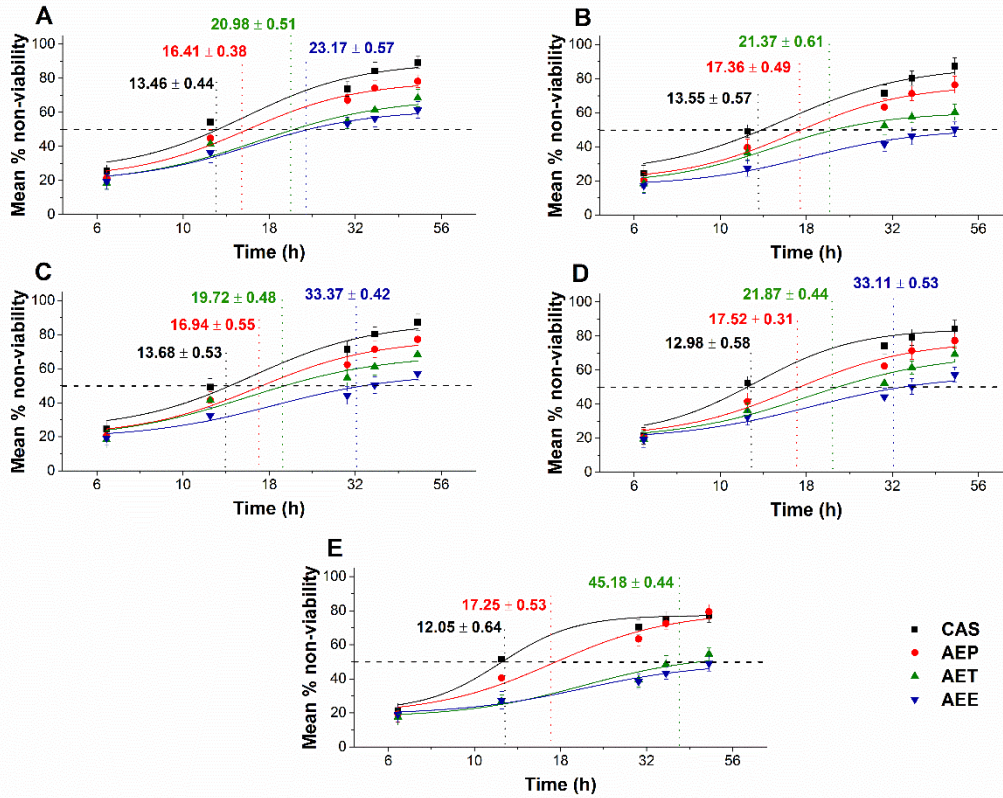 A
20.98 ± 0.51
16.41 ± 0.38
23.17 ± 0.57
13.46 ± 0.44
Mean % non-viability
100
80
60
40
20
0
6 10 18 32 56
Time (h)
B
21.37 ± 0.61
17.36 ± 0.49
13.55 ± 0.57
Mean % non-viability
100
80
60
40
20
0
6 10 18 32 56
Time (h)
C
19.72 ± 0.48
33.37 ± 0.42
16.94 ± 0.55
13.68 ± 0.53
Mean % non-viability
100
80
60
40
20
0
6 10 18 32 56
Time (h)
D
33.11 ± 0.53
21.87 ± 0.44
17.52 ± 0.31
12.98 ± 0.58
Mean % non-viability
100
80
60
40
20
0
6 10 18 32 56
Time (h)
E
45.18 ± 0.44
17.25 ± 0.53
12.05 ± 0.64
Mean % non-viability
100
80
60
40
20
0
6 10 18 32 56
Time (h)
CAS
AEP
AET
AEE